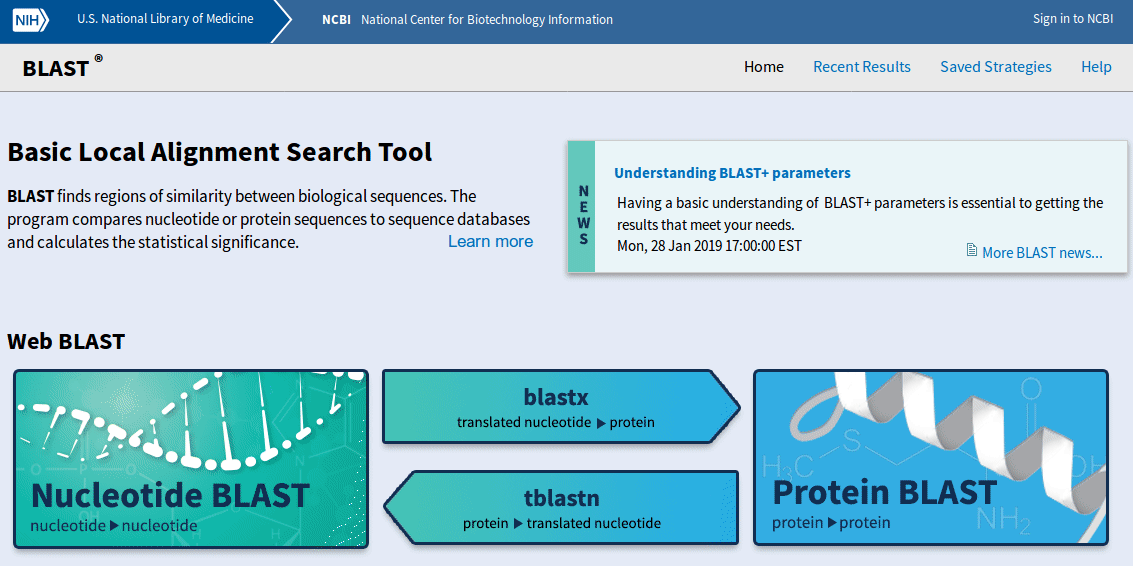 NIH U.S. National Library of Medicine NCBI National Center for Biotechnology Information Sign in to NCBI
BLAST ® Home Recent Results Saved Strategies Help
Basic Local Alignment Search Tool
BLAST finds regions of similarity between biological sequences. The
program compares nucleotide or protein sequences to sequence databases
and calculates the statistical significance. Learn more
NEWS
Understanding BLAST+ parameters
Having a basic understanding of BLAST+ parameters is essential to getting the
results that meet your needs.
Mon, 28 Jan 2019 17:00:00 EST
More BLAST news...
Web BLAST
Nucleotide BLAST
nucleotide ▶ nucleotide
blastx
translated nucleotide ▶ protein
tblastn
protein ▶ translated nucleotide
O
S
H₃C
OH
NH₂
Protein BLAST
protein ▶ protein